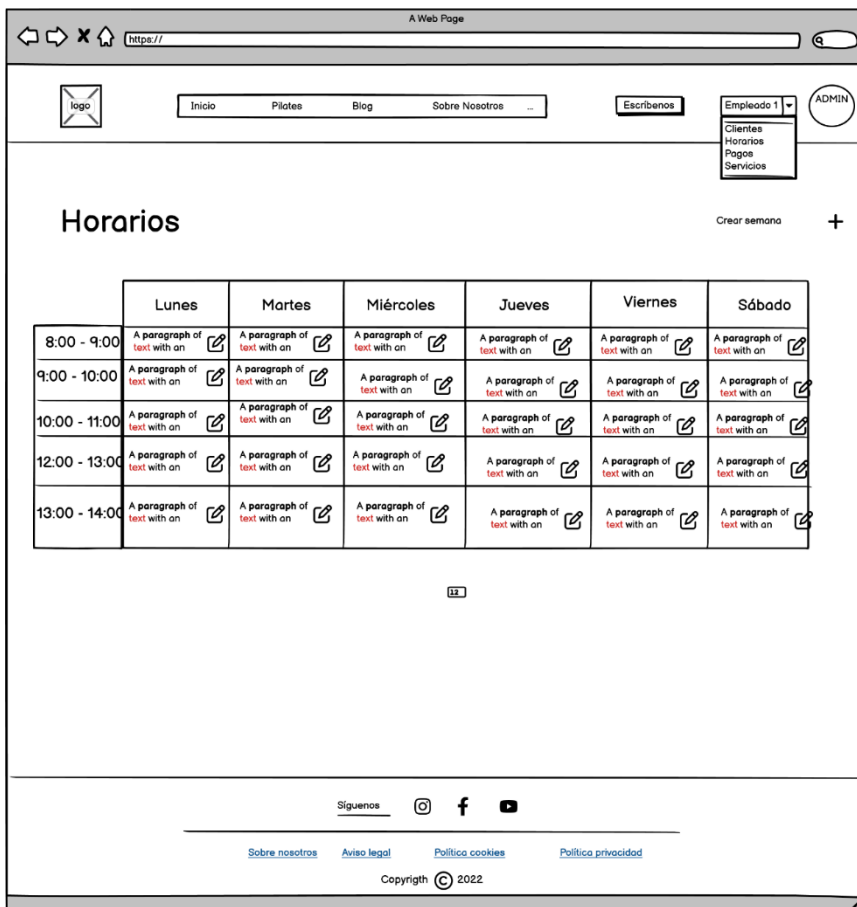 A Web Page
https://
logo
Inicio Pilates Blog Sobre Nosotros ...
Escribenos
Empleado 1
ADMIN
Clientes
Horarios
Pagos
Servicios
Horarios
Crear semana +
Lunes Martes Miércoles Jueves Viernes Sábado
8:00 - 9:00
A paragraph of
text with an
A paragraph of
text with an
A paragraph of
text with an
A paragraph of
text with an
A paragraph of
text with an
A paragraph of
text with an
9:00 - 10:00
A paragraph of
text with an
A paragraph of
text with an
A paragraph of
text with an
A paragraph of
text with an
A paragraph of
text with an
A paragraph of
text with an
10:00 - 11:00
A paragraph of
text with an
A paragraph of
text with an
A paragraph of
text with an
A paragraph of
text with an
A paragraph of
text with an
A paragraph of
text with an
12:00 - 13:00
A paragraph of
text with an
A paragraph of
text with an
A paragraph of
text with an
A paragraph of
text with an
A paragraph of
text with an
A paragraph of
text with an
13:00 - 14:00
A paragraph of
text with an
A paragraph of
text with an
A paragraph of
text with an
A paragraph of
text with an
A paragraph of
text with an
A paragraph of
text with an
12
Síguenos
Sobre nosotros Aviso legal Política cookies Política privacidad
Copyrigth © 2022